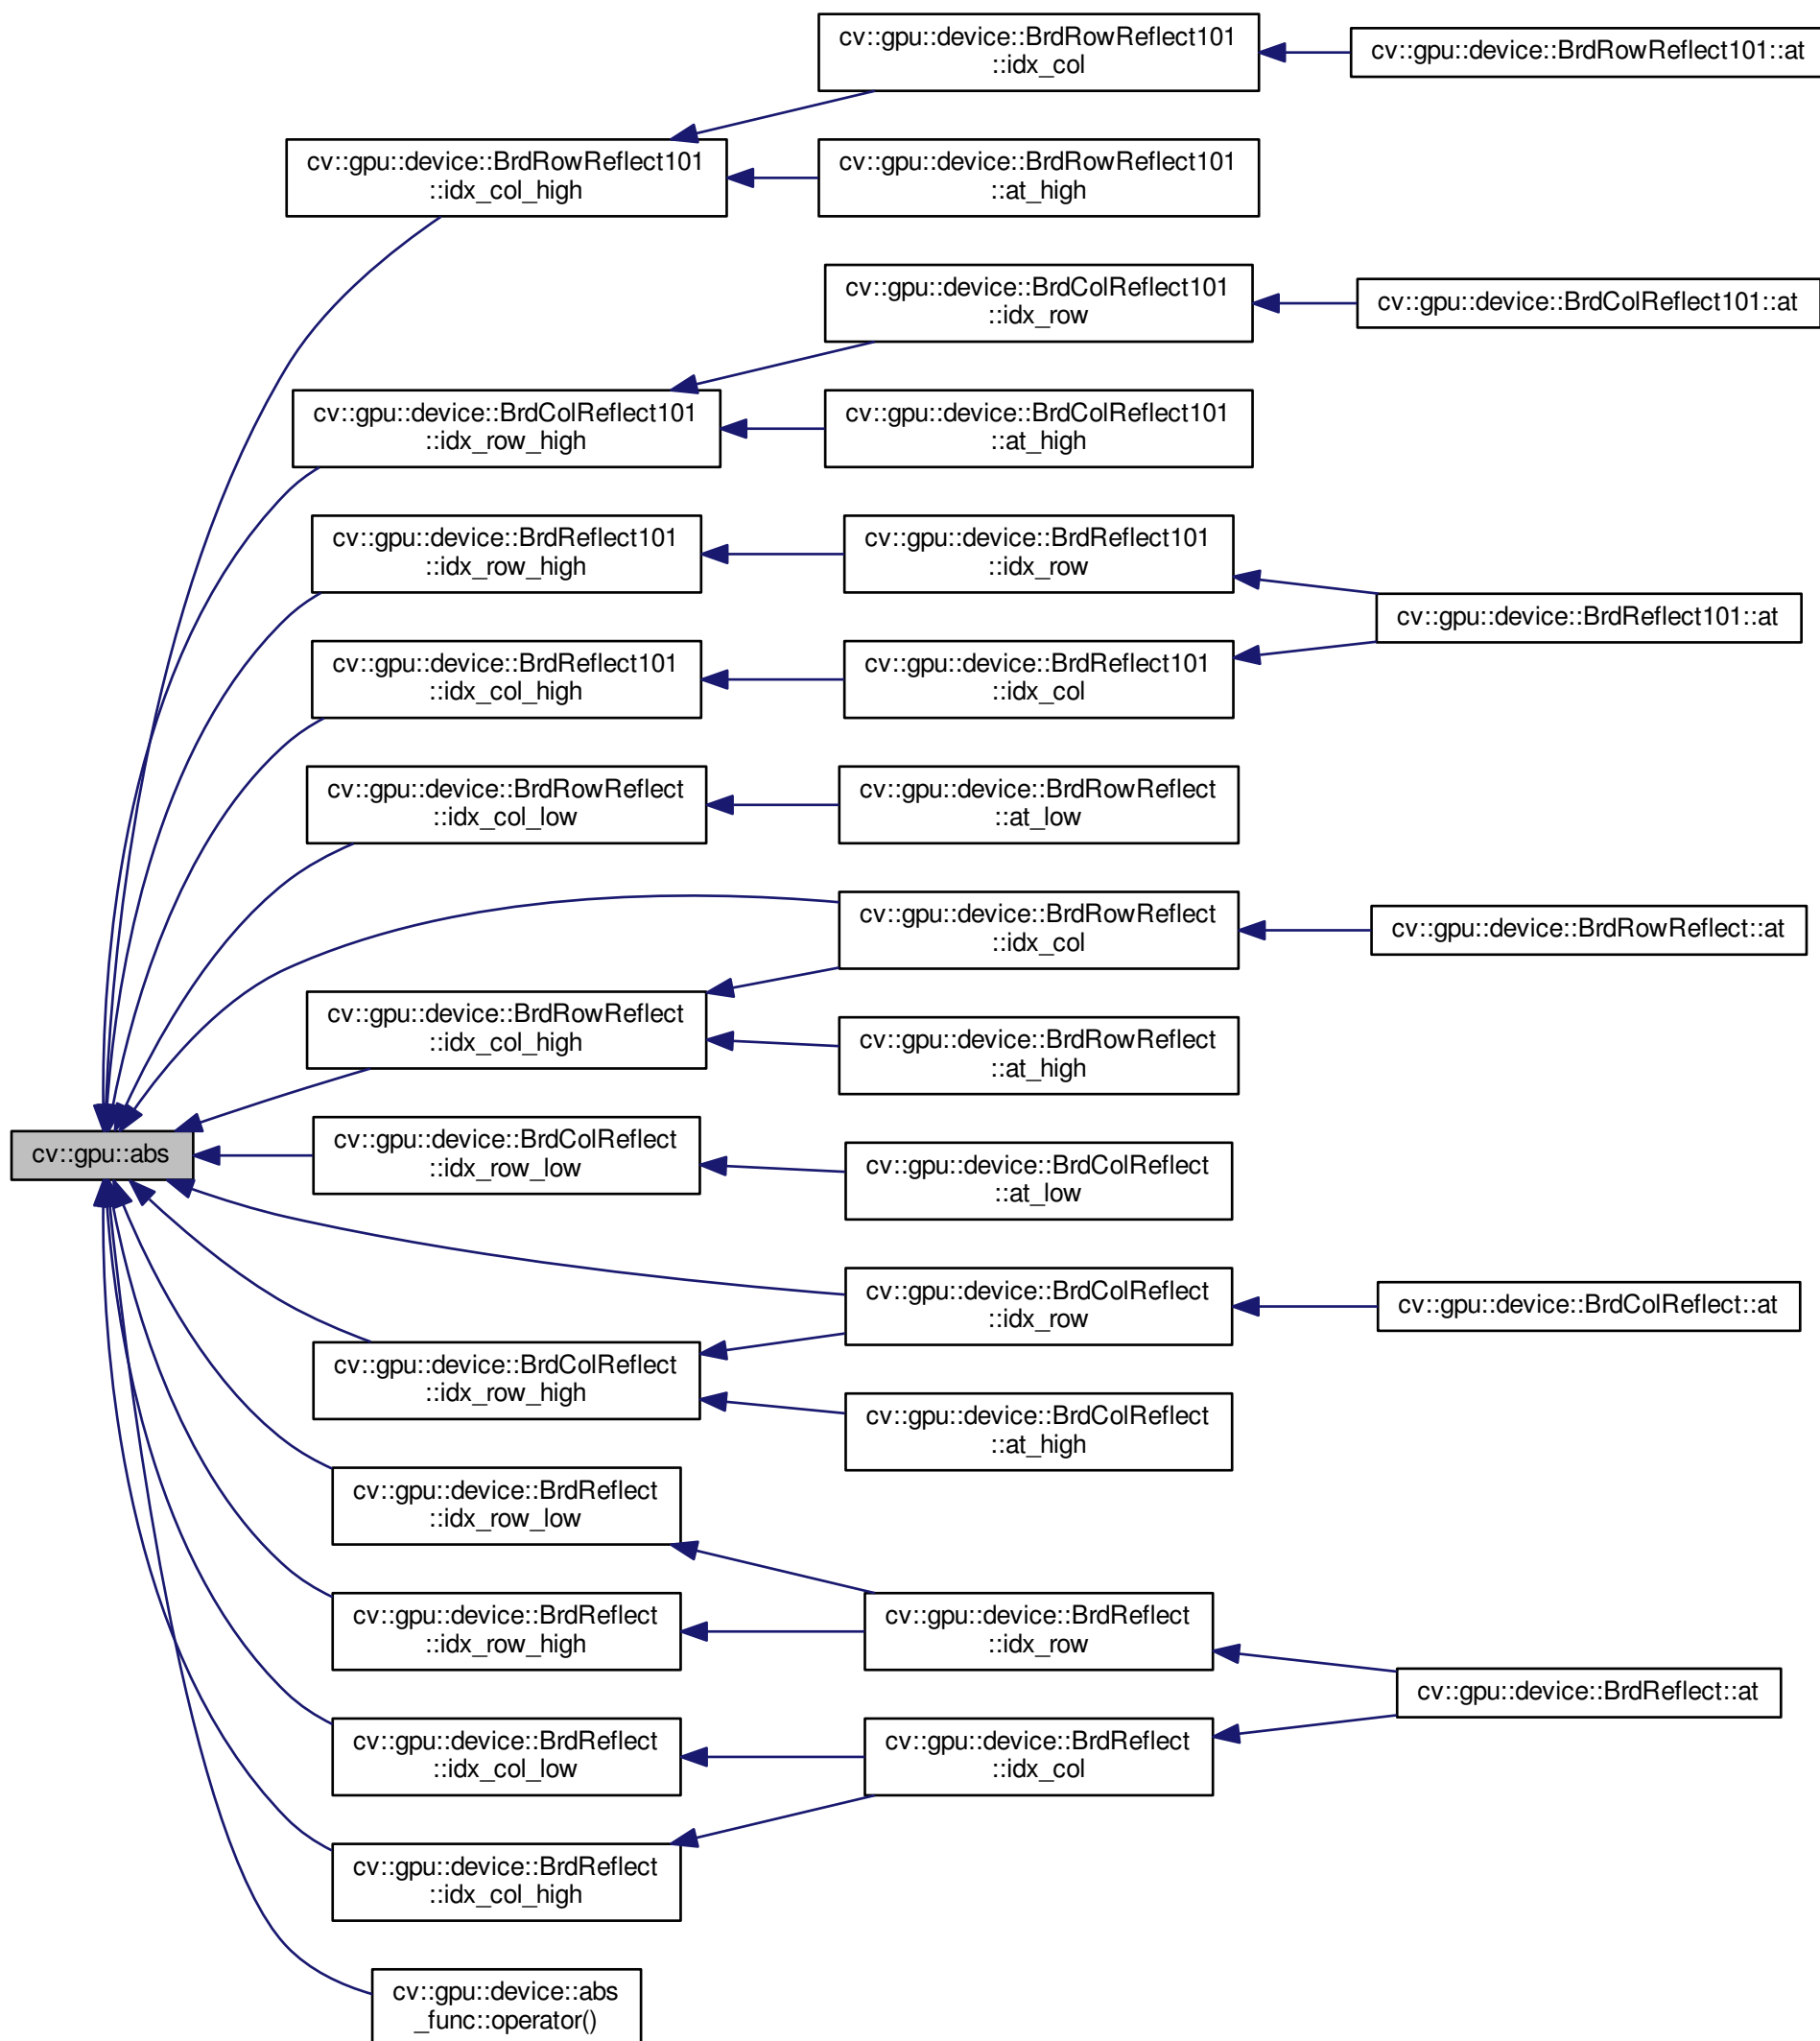 cv::gpu::device::BrdRowReflect101
::idx_col
cv::gpu::device::BrdRowReflect101::at
cv::gpu::device::BrdRowReflect101
::idx_col_high
cv::gpu::device::BrdRowReflect101
::at_high
cv::gpu::device::BrdColReflect101
::idx_row
cv::gpu::device::BrdColReflect101::at
cv::gpu::device::BrdColReflect101
::idx_row_high
cv::gpu::device::BrdColReflect101
::at_high
cv::gpu::device::BrdReflect101
::idx_row_high
cv::gpu::device::BrdReflect101
::idx_row
cv::gpu::device::BrdReflect101::at
cv::gpu::device::BrdReflect101
::idx_col_high
cv::gpu::device::BrdReflect101
::idx_col
cv::gpu::device::BrdRowReflect
::idx_col_low
cv::gpu::device::BrdRowReflect
::at_low
cv::gpu::device::BrdRowReflect
::idx_col
cv::gpu::device::BrdRowReflect::at
cv::gpu::device::BrdRowReflect
::idx_col_high
cv::gpu::device::BrdRowReflect
::at_high
cv::gpu::abs
cv::gpu::device::BrdColReflect
::idx_row_low
cv::gpu::device::BrdColReflect
::at_low
cv::gpu::device::BrdColReflect
::idx_row
cv::gpu::device::BrdColReflect::at
cv::gpu::device::BrdColReflect
::idx_row_high
cv::gpu::device::BrdColReflect
::at_high
cv::gpu::device::BrdReflect
::idx_row_low
cv::gpu::device::BrdReflect
::idx_row_high
cv::gpu::device::BrdReflect
::idx_row
cv::gpu::device::BrdReflect::at
cv::gpu::device::BrdReflect
::idx_col_low
cv::gpu::device::BrdReflect
::idx_col
cv::gpu::device::BrdReflect
::idx_col_high
cv::gpu::device::abs
_func::operator()